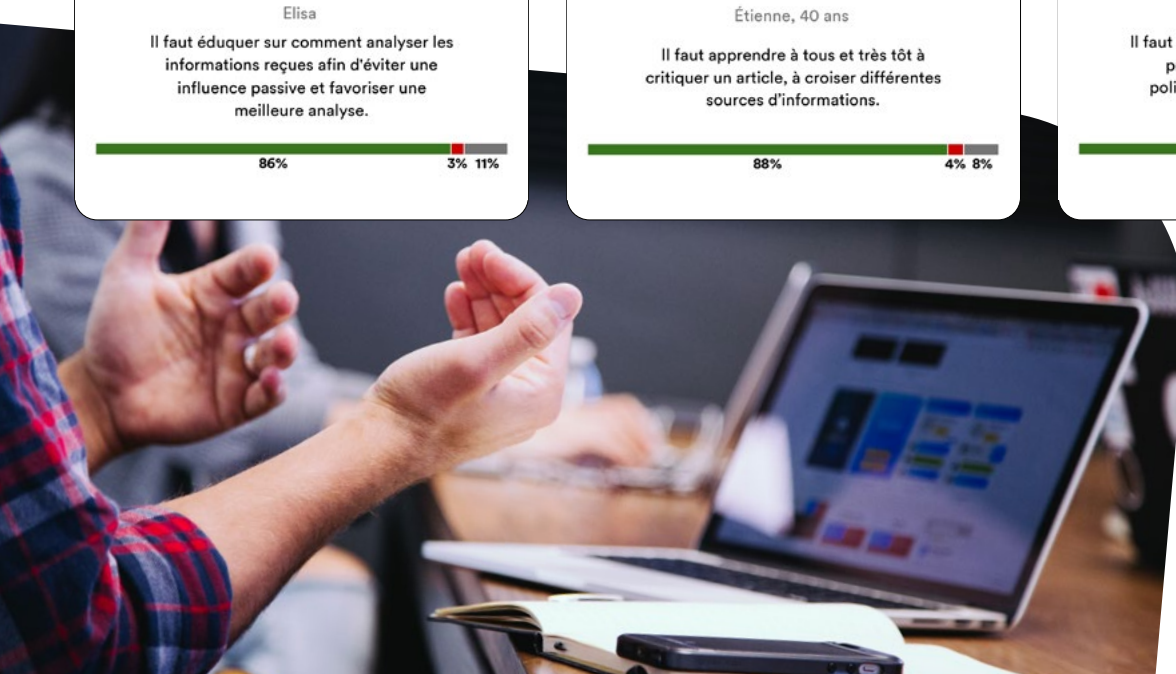 Elisa
Il faut éduquer sur comment analyser les
informations reçues afin d'éviter une
influence passive et favoriser une
meilleure analyse.
86% 3% 11%
Étienne, 40 ans
Il faut apprendre à tous et très tôt à
critiquer un article, à croiser différentes
sources d'informations.
88% 4% 8%
Il faut